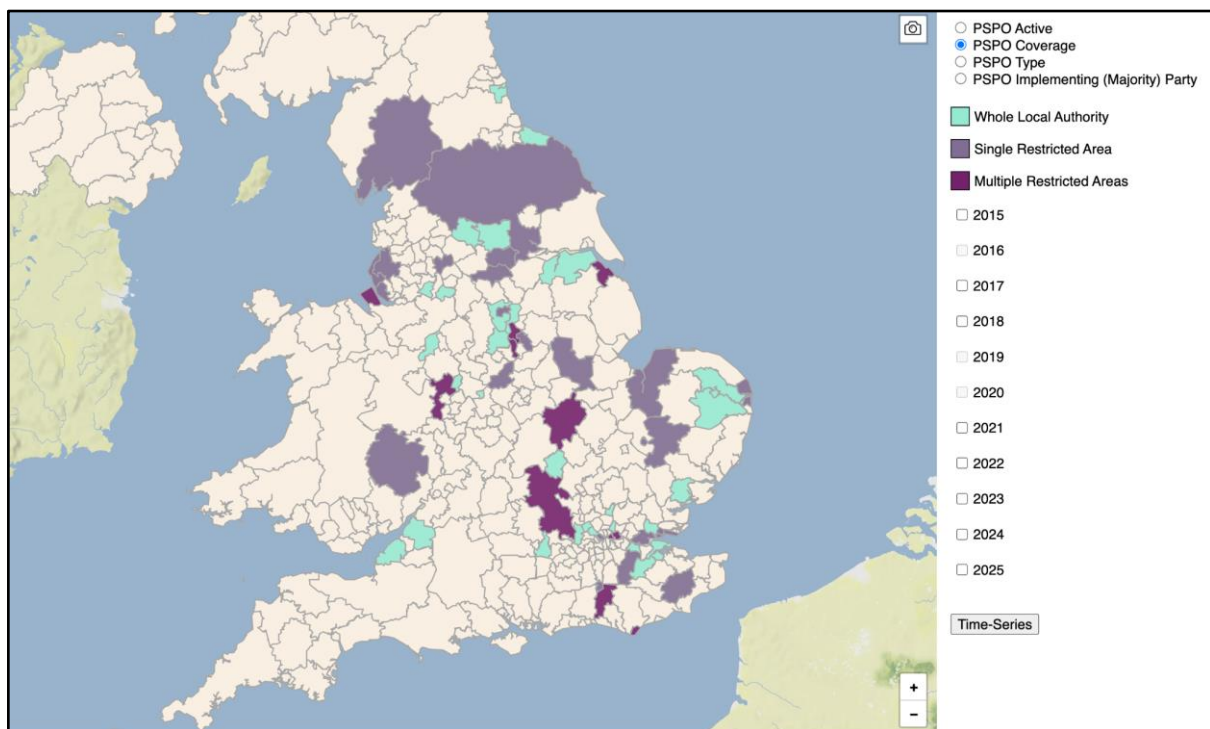 PSPO Active
PSPO Coverage
PSPO Type
PSPO Implementing (Majority) Party
Whole Local Authority
Single Restricted Area
Multiple Restricted Areas
2015
2016
2017
2018
2019
2020
2021
2022
2023
2024
2025
Time-Series
+
−